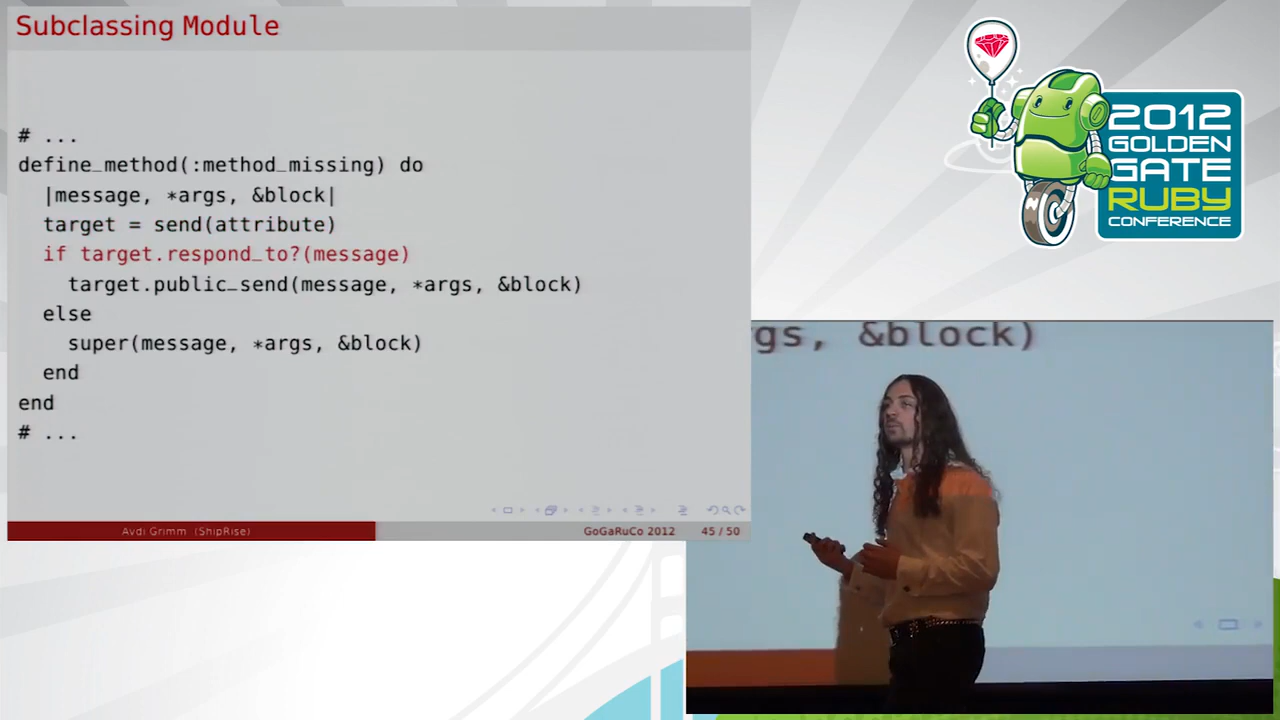 Subclassing Module
# ...
define_method(:method_missing) do
  |message, *args, &block|
  target = send(attribute)
  if target.respond_to?(message)
    target.public_send(message, *args, &block)
  else
    super(message, *args, &block)
  end
end
# ...
Avdi Grimm (ShipRise)
GoGaRuCo 2012 45 / 50
2012
GOLDEN
GATE
RUBY
CONFERENCE
gs, &block)